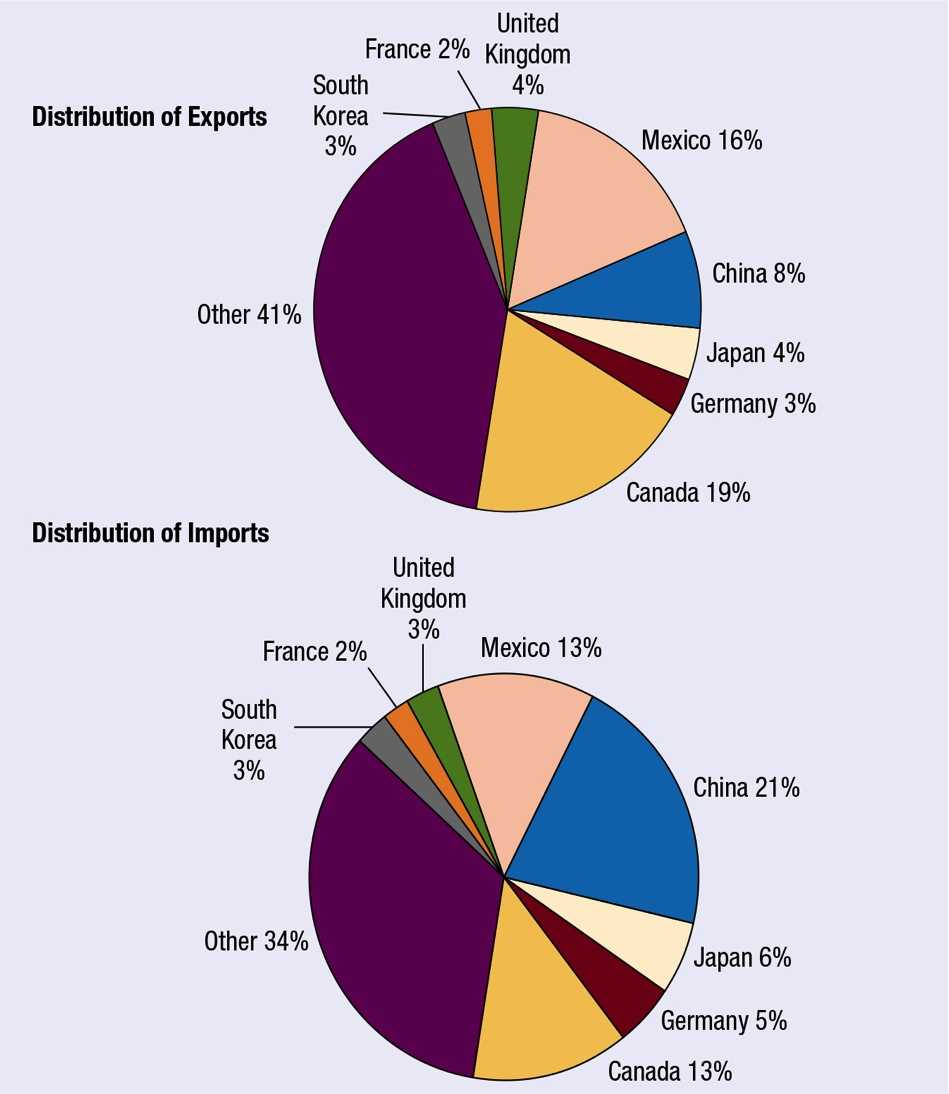 Distribution of Exports
South
Korea
3%
France 2%
United
Kingdom
4%
Mexico 16%
China 8%
Japan 4%
Germany 3%
Canada 19%
Other 41%
Distribution of Imports
South
Korea
3%
France 2%
United
Kingdom
3%
Mexico 13%
China 21%
Japan 6%
Germany 5%
Canada 13%
Other 34%